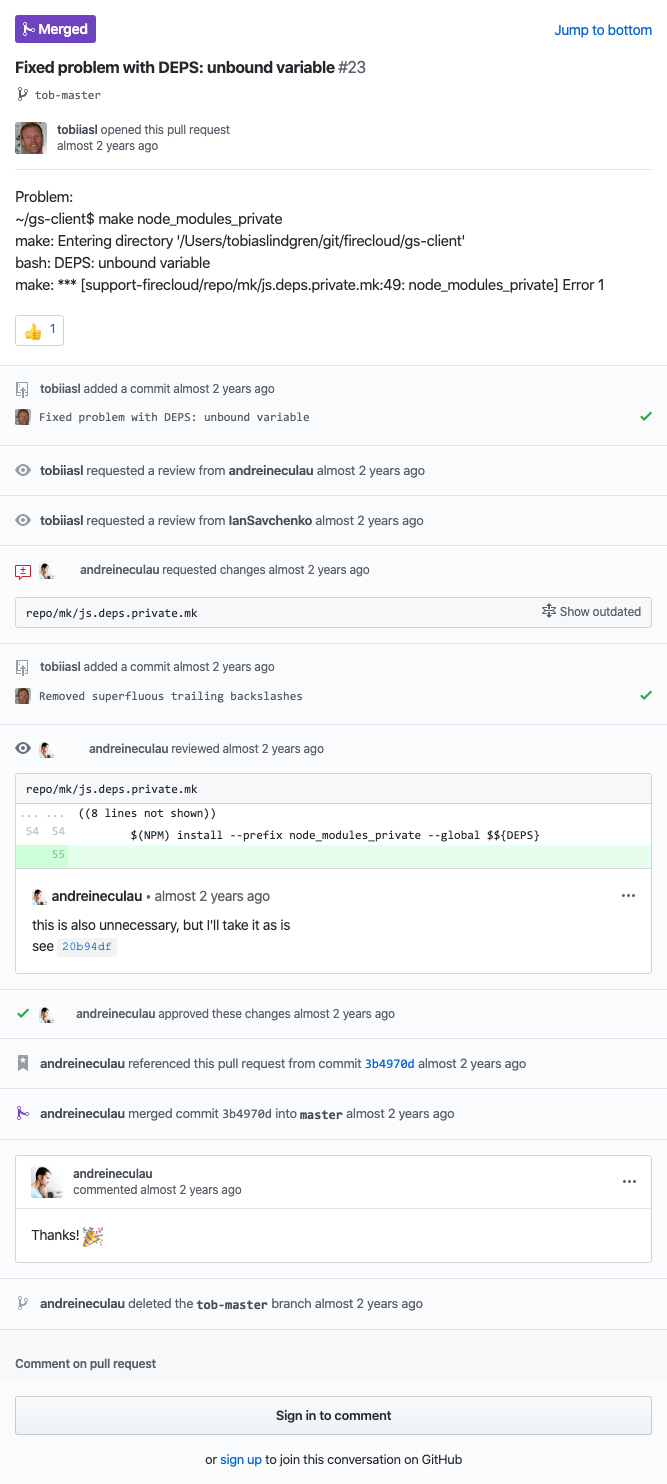 Merged
Jump to bottom
Fixed problem with DEPS: unbound variable #23
tob-master
tobiiasl opened this pull request
almost 2 years ago
Problem:
~/gs-client$ make node_modules_private
make: Entering directory '/Users/tobiaslindgren/git/firecloud/gs-client'
bash: DEPS: unbound variable
make: *** [support-firecloud/repo/mk/js.deps.private.mk:49: node_modules_private] Error 1
👍 1
tobiiasl added a commit almost 2 years ago
Fixed problem with DEPS: unbound variable
tobiiasl requested a review from andreineculau almost 2 years ago
tobiiasl requested a review from IanSavchenko almost 2 years ago
andreineculau requested changes almost 2 years ago
repo/mk/js.deps.private.mk Show outdated
tobiiasl added a commit almost 2 years ago
Removed superfluous trailing backslashes
andreineculau reviewed almost 2 years ago
repo/mk/js.deps.private.mk
... ... ((8 lines not shown))
54 54 $(NPM) install --prefix node_modules_private --global $${DEPS}
55
andreineculau • almost 2 years ago ...
this is also unnecessary, but I'll take it as is
see 20b94df
andreineculau approved these changes almost 2 years ago
andreineculau referenced this pull request from commit 3b4970d almost 2 years ago
andreineculau merged commit 3b4970d into master almost 2 years ago
andreineculau
commented almost 2 years ago ...
Thanks! 🎉
andreineculau deleted the tob-master branch almost 2 years ago
Comment on pull request
Sign in to comment
or sign up to join this conversation on GitHub